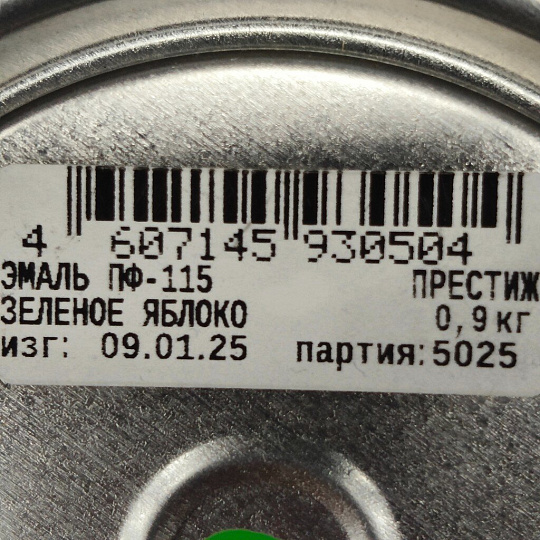 4 607145 930504
ЭМАЛЬ ПФ-115 ПРЕСТИЖ
ЗЕЛЕНОЕ ЯБЛОКО 0,9кг
изг: 09.01.25 партия:5025